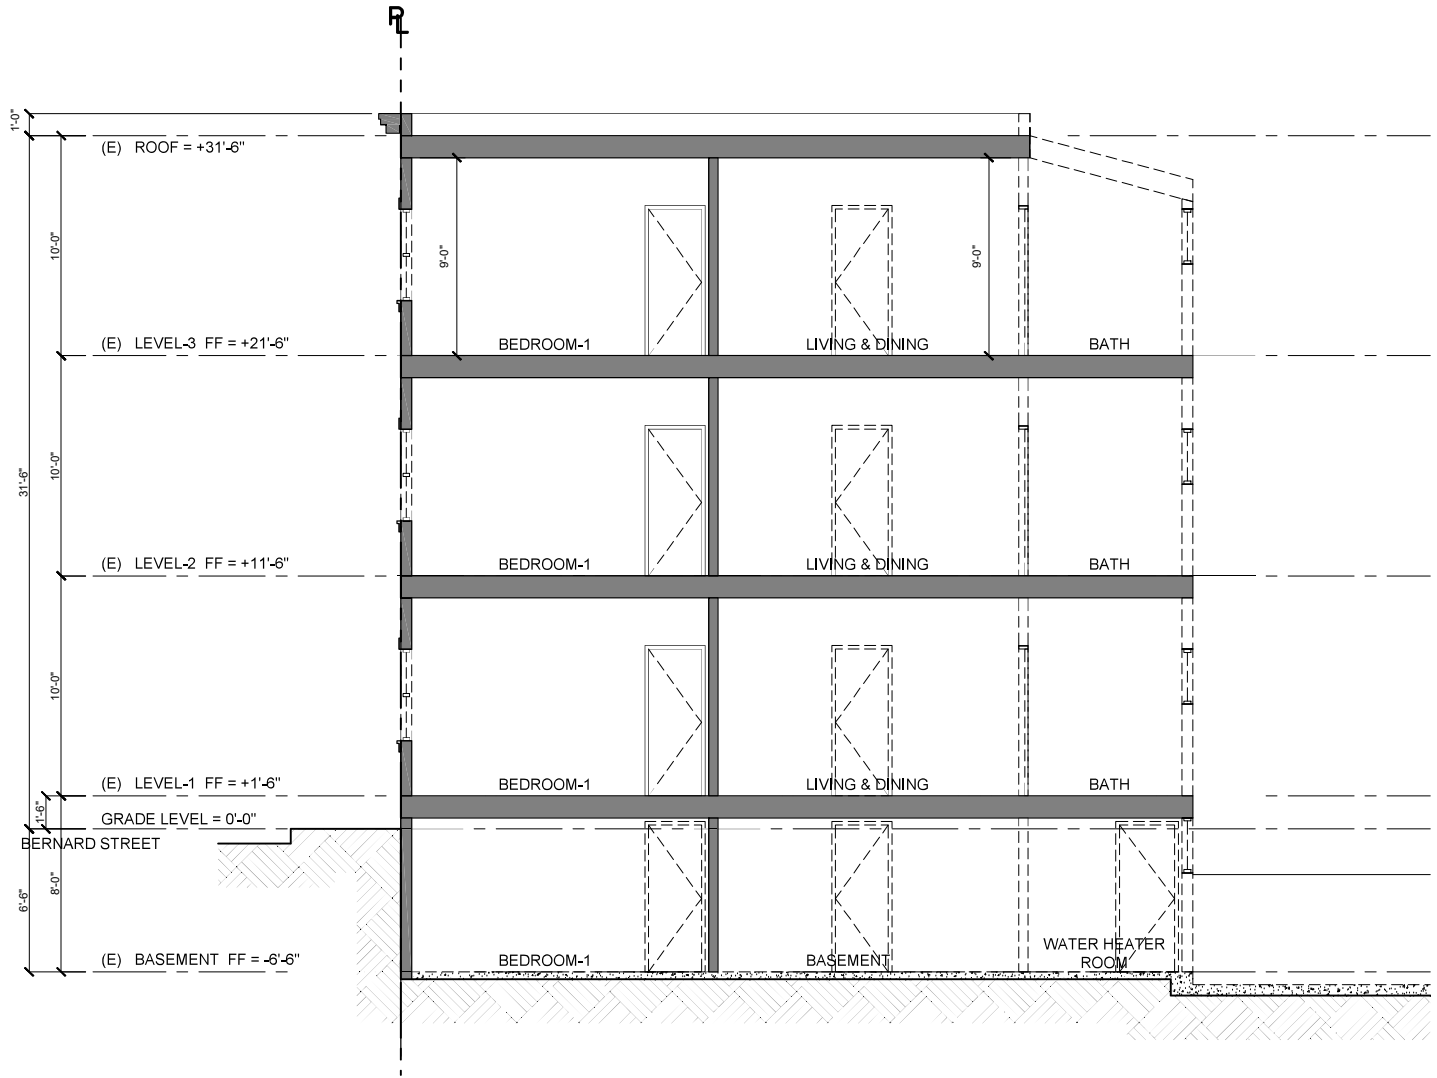 PL
1'-0"
(E) ROOF = +31'-6"
10'-0"
9'-0"
9'-0"
(E) LEVEL-3 FF = +21'-6"
BEDROOM-1
LIVING & DINING
BATH
31'-6"
10'-0"
(E) LEVEL-2 FF = +11'-6"
BEDROOM-1
LIVING & DINING
BATH
10'-0"
(E) LEVEL-1 FF = +1'-6"
BEDROOM-1
LIVING & DINING
BATH
1'-6"
GRADE LEVEL = 0'-0"
BERNARD STREET
6'-6"
8'-0"
(E) BASEMENT FF = -6'-6"
BEDROOM-1
BASEMENT
WATER HEATER
ROOM